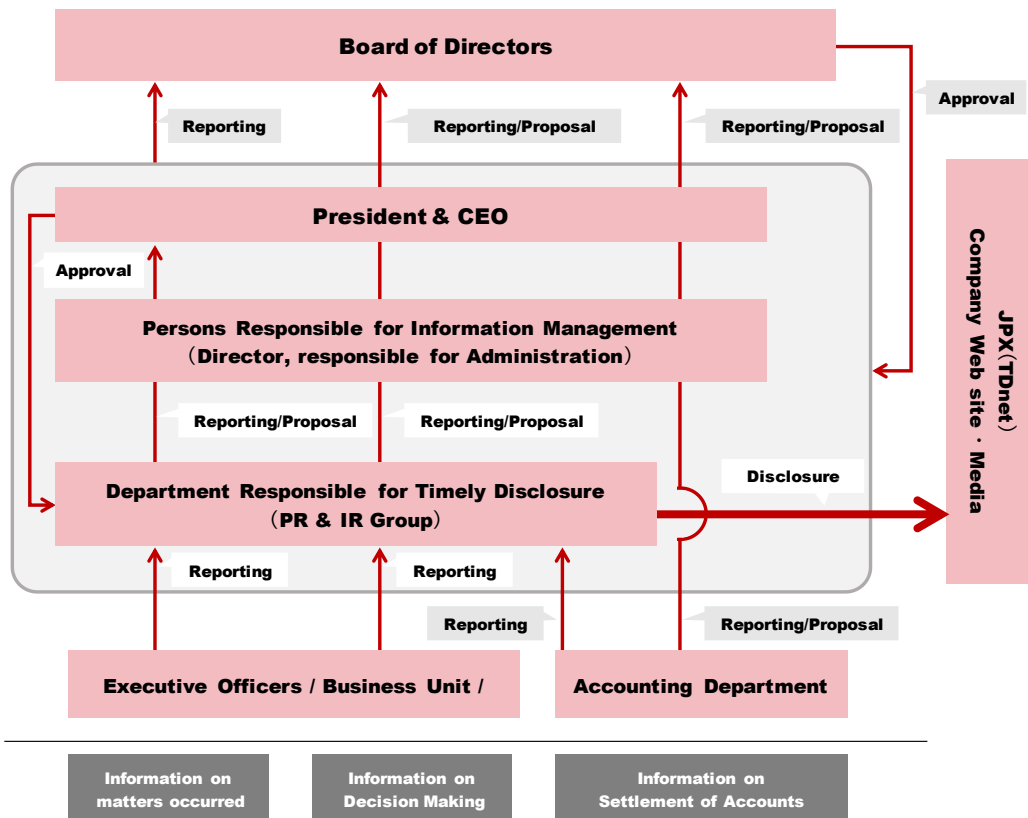 Board of Directors
Reporting
Reporting/Proposal
Reporting/Proposal
Approval
President & CEO
Approval
Persons Responsible for Information Management
（Director, responsible for Administration）
Reporting/Proposal
Reporting/Proposal
Department Responsible for Timely Disclosure
（PR & IR Group）
Disclosure
JPX（TDnet）
Company Web site・Media
Reporting
Reporting
Reporting
Reporting/Proposal
Executive Officers / Business Unit /
Accounting Department
Information on
matters occurred
Information on
Decision Making
Information on
Settlement of Accounts